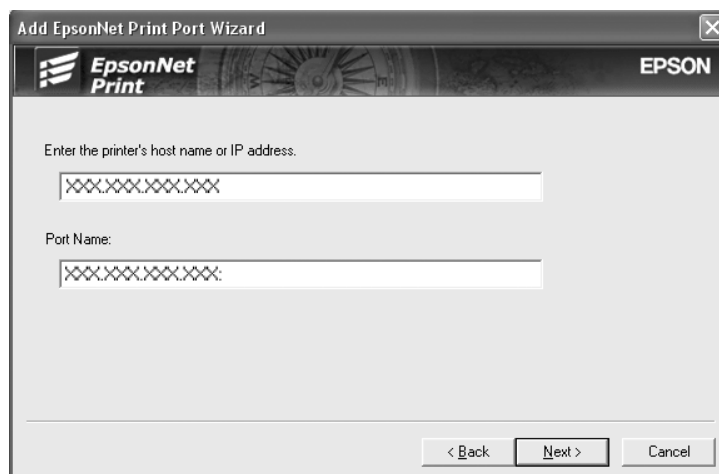 Add EpsonNet Print Port Wizard
EpsonNet
Print
EPSON
Enter the printer's host name or IP address.
XXX.XXX.XXX.XXX
Port Name:
XXX.XXX.XXX.XXX:
< Back
Next >
Cancel